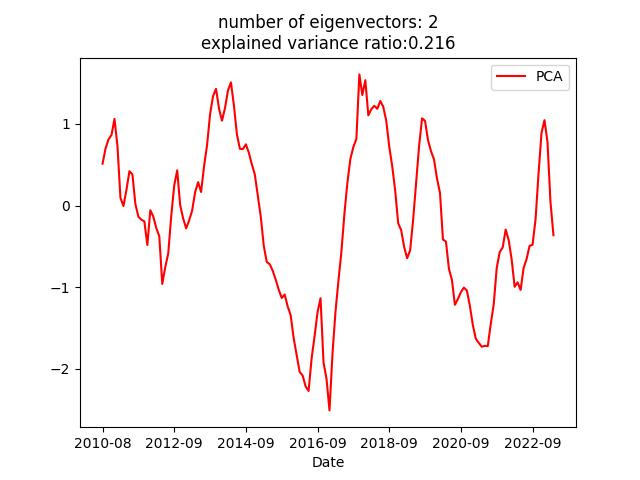 number of eigenvectors: 2
explained variance ratio:0.216
PCA
1
0
−1
−2
2010-08 2012-09 2014-09 2016-09 2018-09 2020-09 2022-09
Date